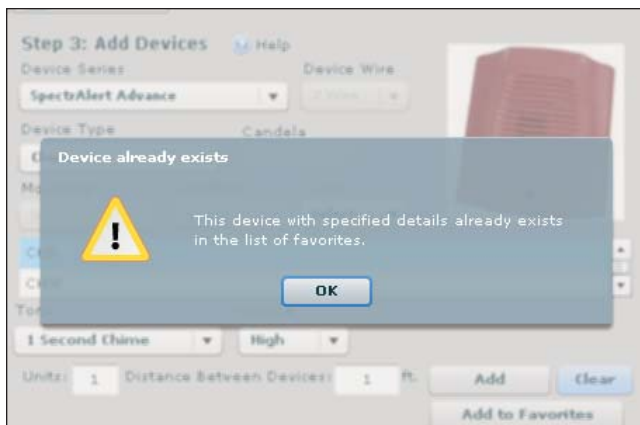 Step 3: Add Devices Help
Device Series Device Wire
SpectrAlert Advance
Device Type Candela
Device already exists
This device with specified details already exists
in the list of favorites.
OK
1 Second Chime High
Units: 1 Distance Between Devices: 1 ft. Add Clear
Add to Favorites